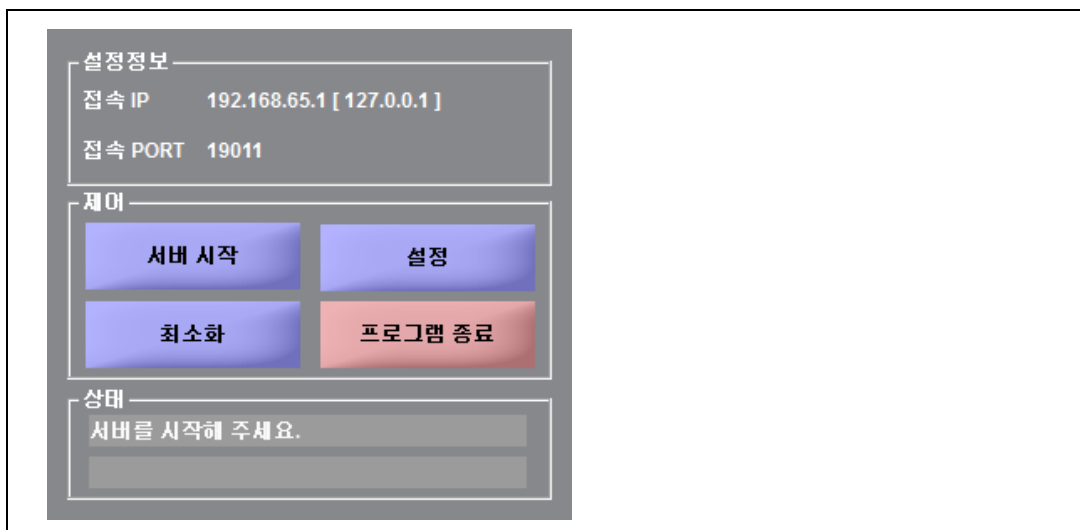 설정정보
접속 IP 192.168.65.1 [ 127.0.0.1 ]
접속 PORT 19011
제어
서버 시작 설정
최소화 프로그램 종료
상태
서버를 시작해 주세요.